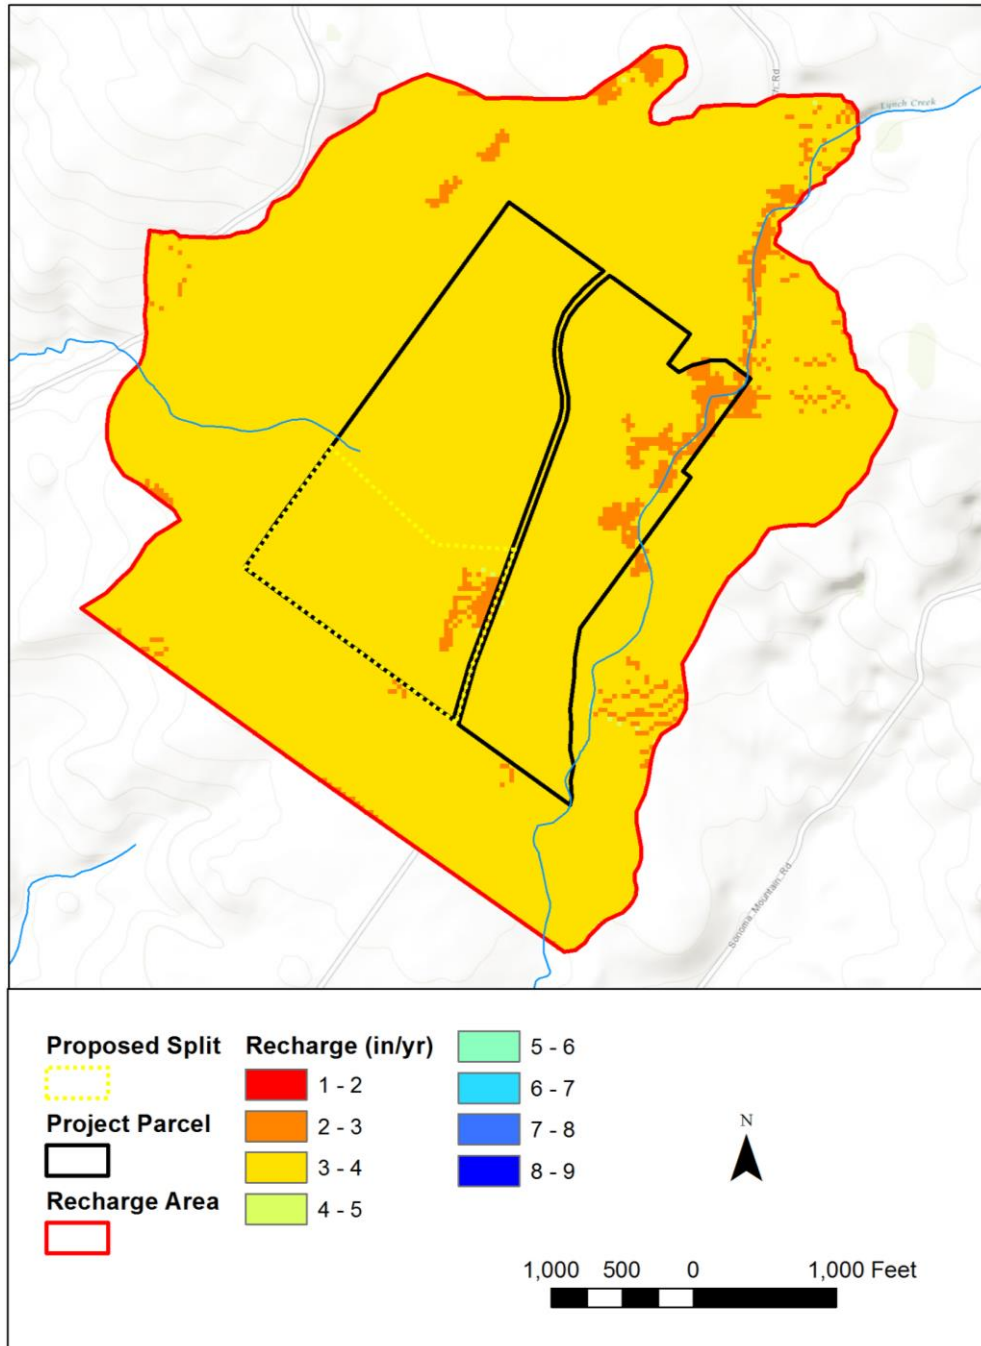 Lynch Creek
Sonoma Mountain Rd
Proposed Split
Project Parcel
Recharge Area
Recharge (in/yr)
1 - 2
2 - 3
3 - 4
4 - 5
5 - 6
6 - 7
7 - 8
8 - 9
N
1,000 500 0 1,000 Feet